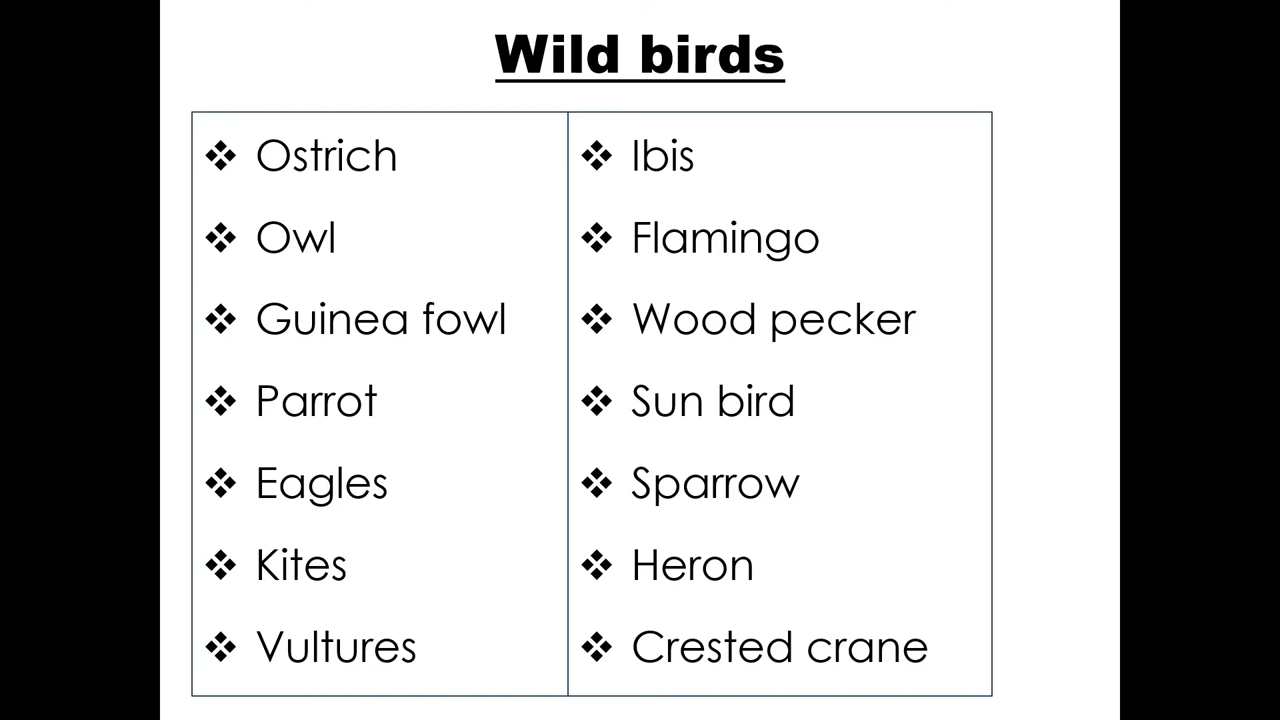 Wild birds
❖ Ostrich
❖ Owl
❖ Guinea fowl
❖ Parrot
❖ Eagles
❖ Kites
❖ Vultures
❖ Ibis
❖ Flamingo
❖ Wood pecker
❖ Sun bird
❖ Sparrow
❖ Heron
❖ Crested crane